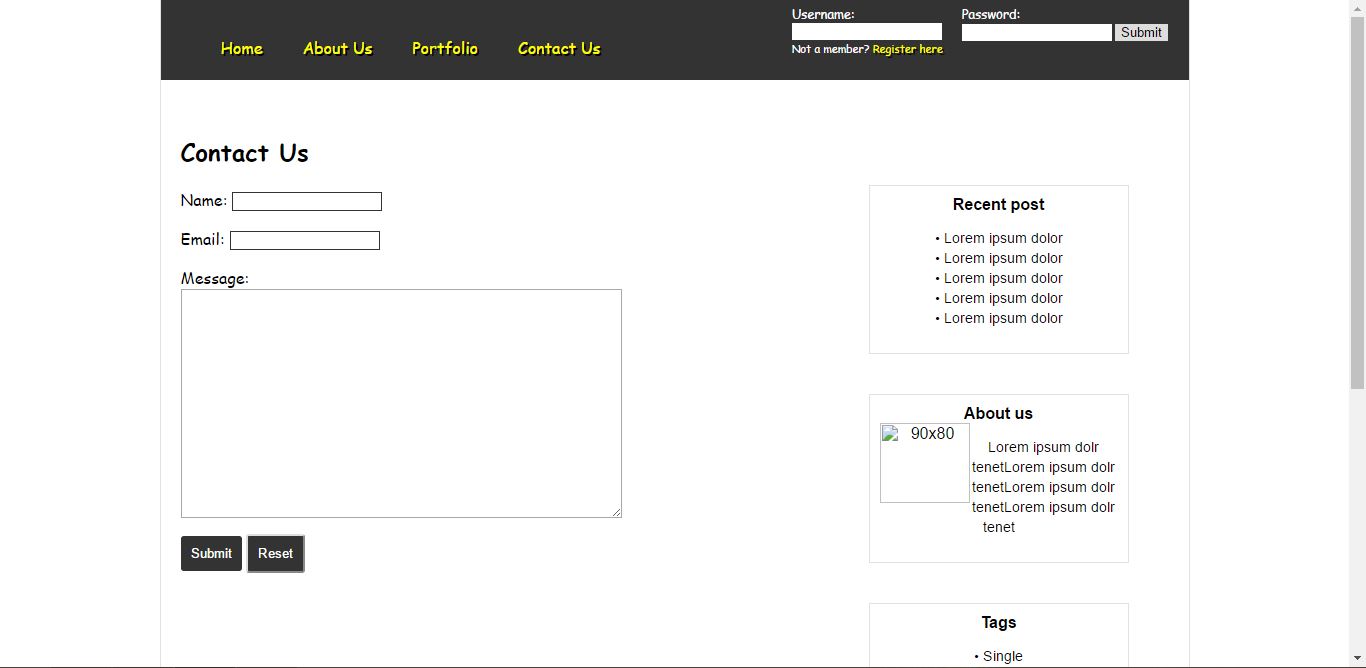 Username: Password:
Submit
Home About Us Portfolio Contact Us
Not a member? Register here
Contact Us
Name:
Email:
Message:
Submit Reset
Recent post
• Lorem ipsum dolor
• Lorem ipsum dolor
• Lorem ipsum dolor
• Lorem ipsum dolor
• Lorem ipsum dolor
About us
90x80
Lorem ipsum dolr
tenetLorem ipsum dolr
tenetLorem ipsum dolr
tenetLorem ipsum dolr
tenet
Tags
• Single